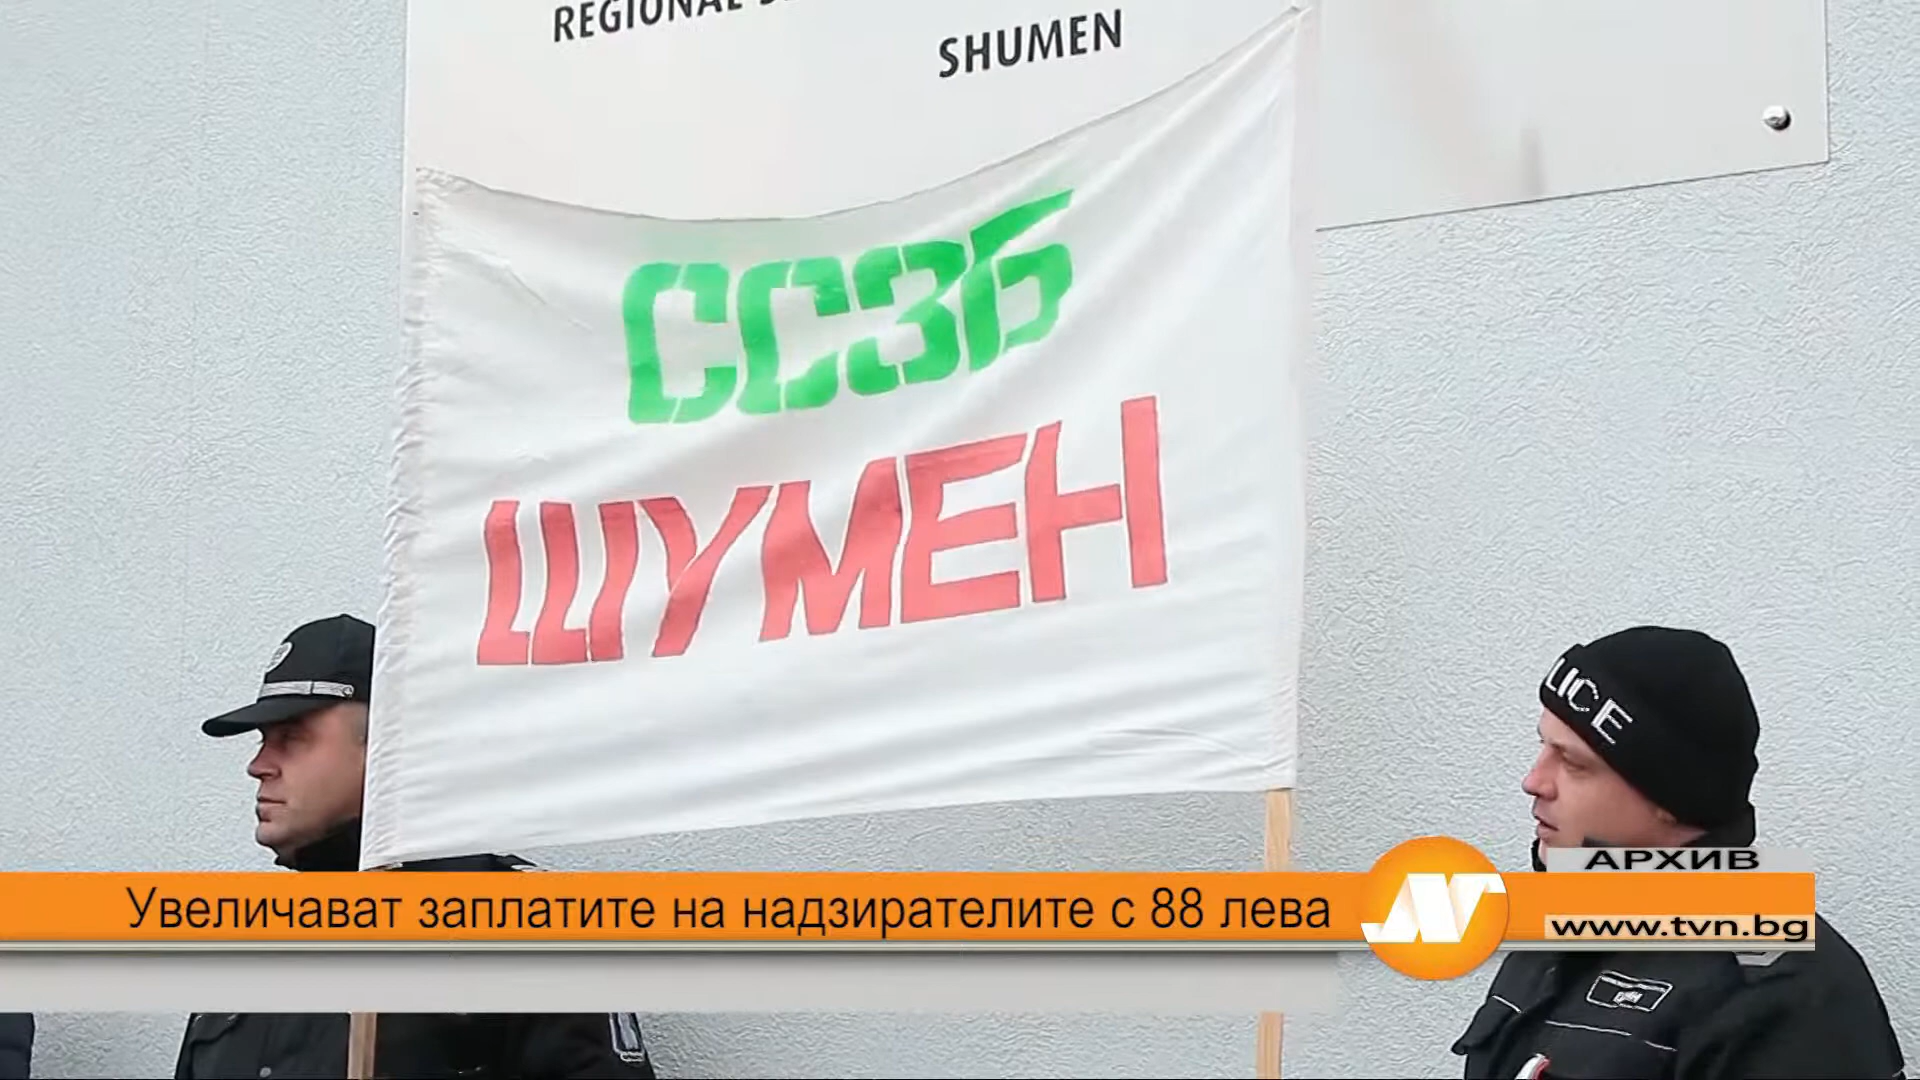 REGIONAL
SHUMEN
ССЗБ
ШУМЕН
LICE
АРХИВ
Увеличават заплатите на надзирателите с 88 лева
www.tvn.bg